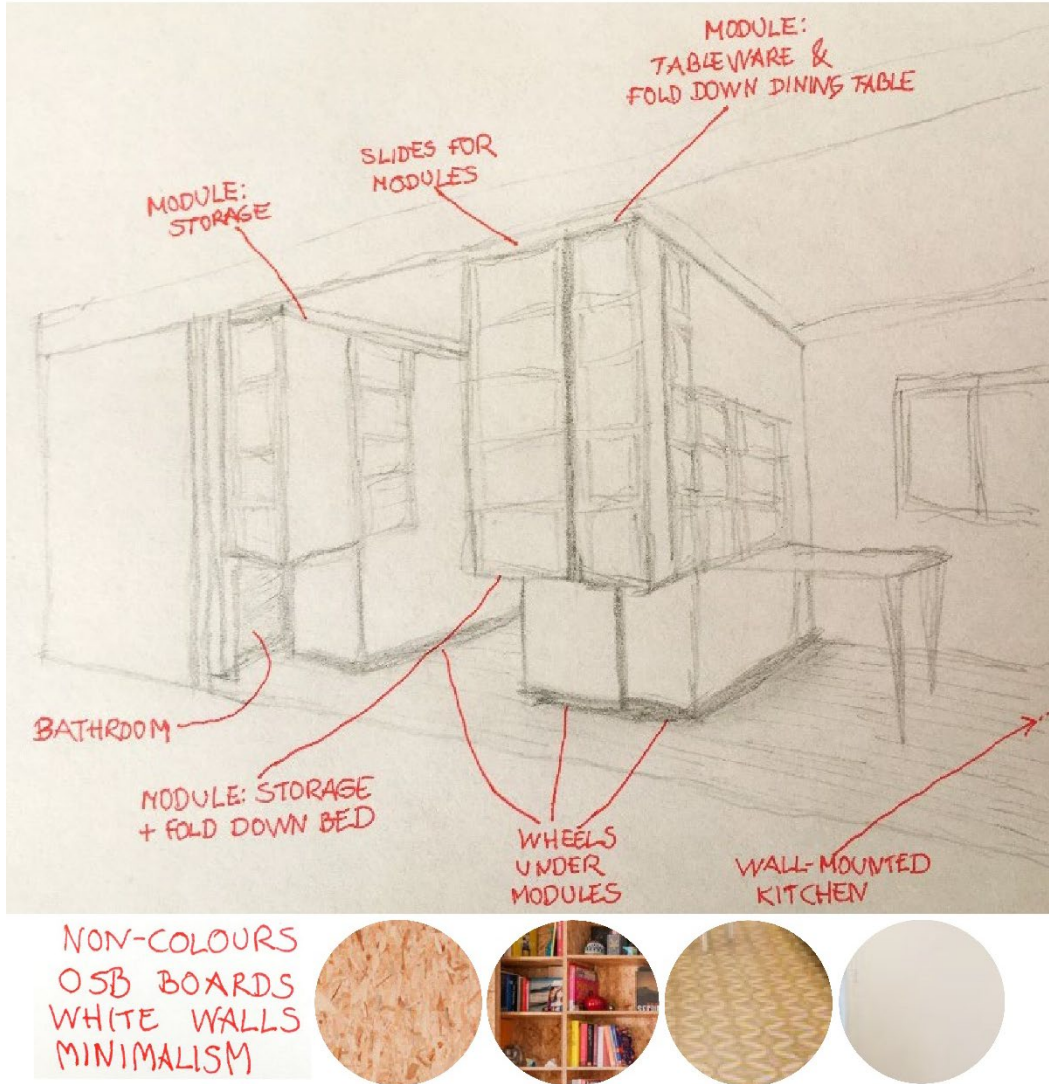 MODULE:
TABLEWARE &
FOLD DOWN DINING TABLE
SLIDES FOR
MODULES
MODULE:
STORAGE
BATHROOM
MODULE: STORAGE
+ FOLD DOWN BED
WHEELS
UNDER
MODULES
WALL-MOUNTED
KITCHEN
NON-COLOURS
OSB BOARDS
WHITE WALLS
MINIMALISM